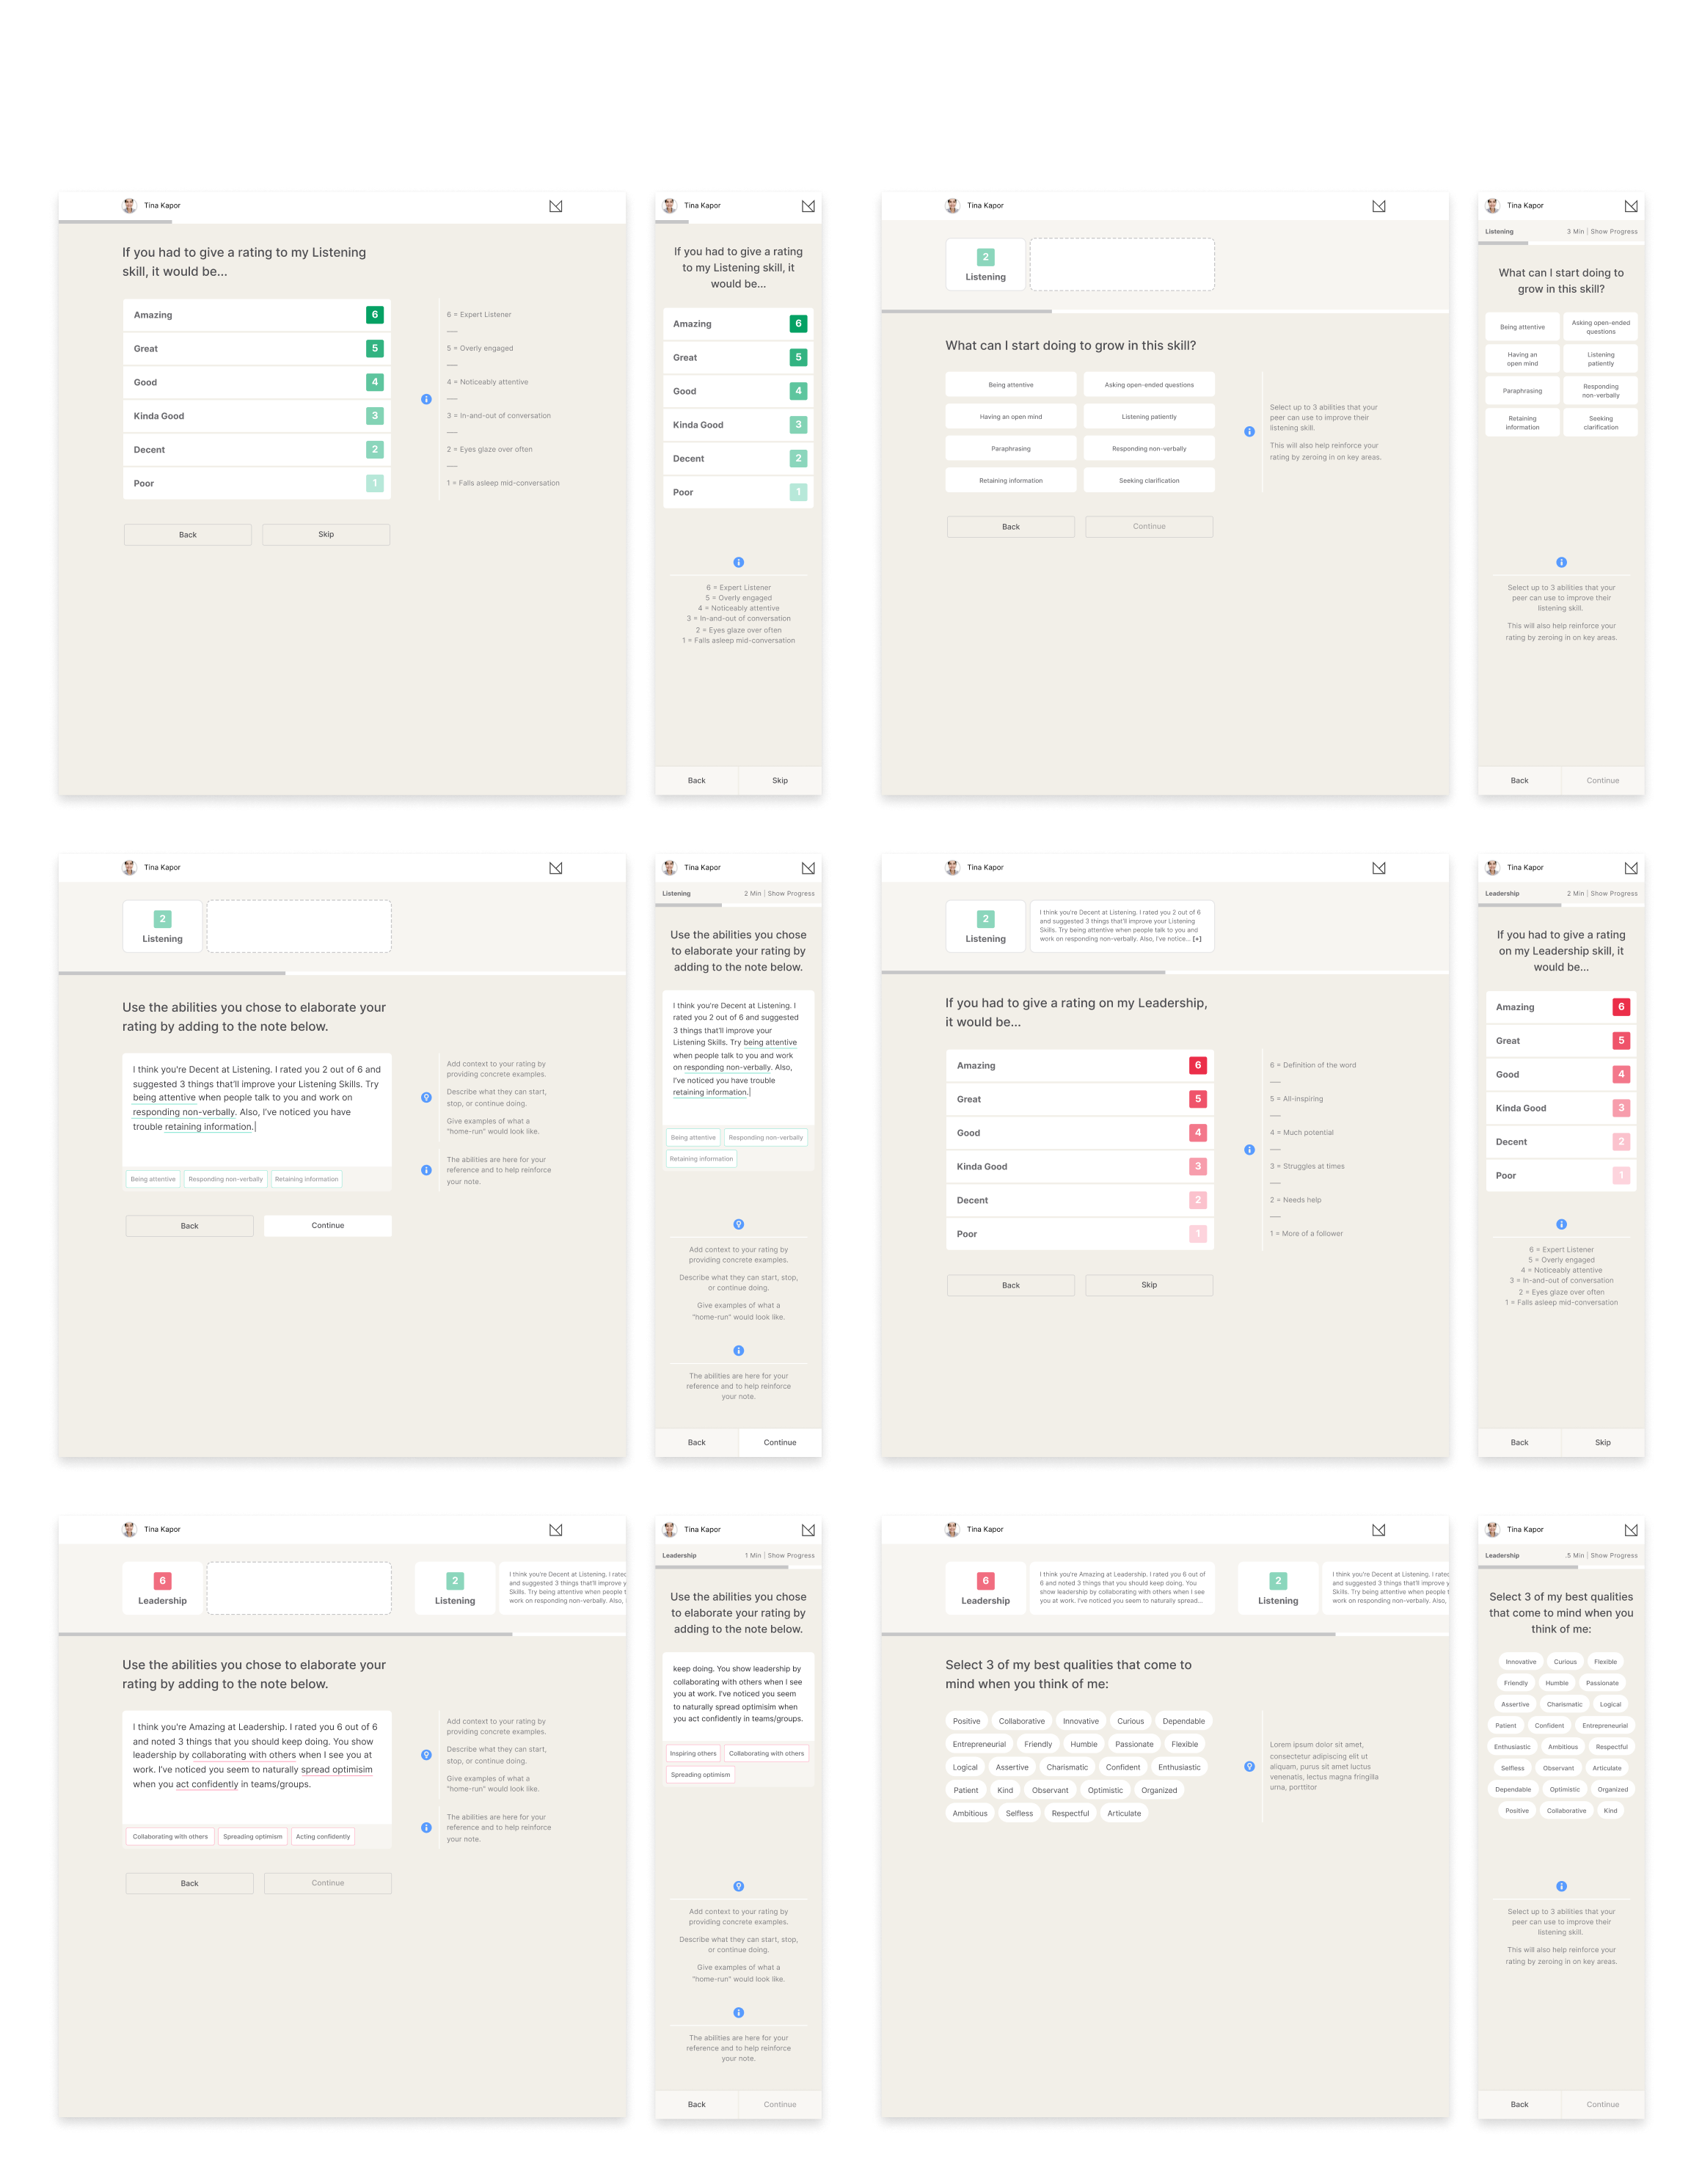 Tina Kapor
If you had to give a rating to my Listening
skill, it would be...
Amazing 6
Great 5
Good 4
Kinda Good 3
Decent 2
Poor 1
6 = Expert Listener
5 = Overly engaged
4 = Noticeably attentive
3 = In-and-out of conversation
2 = Eyes glaze over often
1 = Falls asleep mid-conversation
Back Skip
Tina Kapor
If you had to give a rating
to my Listening skill, it
would be...
Amazing 6
Great 5
Good 4
Kinda Good 3
Decent 2
Poor 1
6 = Expert Listener
5 = Overly engaged
4 = Noticeably attentive
3 = In-and-out of conversation
2 = Eyes glaze over often
1 = Falls asleep mid-conversation
Back Skip
Tina Kapor
2
Listening
What can I start doing to grow in this skill?
Being attentive Asking open-ended questions
Having an open mind Listening patiently
Paraphrasing Responding non-verbally
Retaining information Seeking clarification
Select up to 3 abilities that your
peer can use to improve their
listening skill.
This will also help reinforce your
rating by zeroing in on key areas.
Back Continue
Tina Kapor
Listening 3 Min | Show Progress
What can I start doing to
grow in this skill?
Being attentive
Asking open-ended
questions
Having an
open mind
Listening
patiently
Paraphrasing
Responding
non-verbally
Retaining
information
Seeking
clarification
Select up to 3 abilities that your
peer can use to improve their
listening skill.
This will also help reinforce your
rating by zeroing in on key areas.
Back Continue
Tina Kapor
2
Listening
Use the abilities you chose to elaborate your
rating by adding to the note below.
I think you're Decent at Listening. I rated you 2 out of 6 and
suggested 3 things that'll improve your Listening Skills. Try
being attentive when people talk to you and work on
responding non-verbally. Also, I've noticed you have
trouble retaining information.
Being attentive Responding non-verbally Retaining information
Add context to your rating by
providing concrete examples.
Describe what they can start,
stop, or continue doing.
Give examples of what a
"home-run" would look like.
The abilities are here for your
reference and to help reinforce
your note.
Back Continue
Tina Kapor
Listening 2 Min | Show Progress
Use the abilities you chose
to elaborate your rating by
adding to the note below.
I think you're Decent at Listening. I
rated you 2 out of 6 and suggested
3 things that'll improve your
Listening Skills. Try being attentive
when people talk to you and work
on responding non-verbally. Also,
I've noticed you have trouble
retaining information.
Being attentive Responding non-verbally
Retaining information
Add context to your rating by
providing concrete examples.
Describe what they can start, stop,
or continue doing.
Give examples of what a
"home-run" would look like.
The abilities are here for your
reference and to help reinforce
your note.
Back Continue
Tina Kapor
2
Listening
I think you're Decent at Listening. I rated you 2 out of 6
and suggested 3 things that'll improve your Listening
Skills. Try being attentive when people talk to you and
work on responding non-verbally. Also, I've notice... [+]
If you had to give a rating on my Leadership,
it would be...
Amazing 6
Great 5
Good 4
Kinda Good 3
Decent 2
Poor 1
6 = Definition of the word
5 = All-inspiring
4 = Much potential
3 = Struggles at times
2 = Needs help
1 = More of a follower
Back Skip
Tina Kapor
Leadership 2 Min | Show Progress
If you had to give a rating
on my Leadership skill, it
would be...
Amazing 6
Great 5
Good 4
Kinda Good 3
Decent 2
Poor 1
6 = Expert Listener
5 = Overly engaged
4 = Noticeably attentive
3 = In-and-out of conversation
2 = Eyes glaze over often
1 = Falls asleep mid-conversation
Back Skip
Tina Kapor
6
Leadership
2
Listening
I think you're Decent at Listening. I rated
and suggested 3 things that'll improve y
Skills. Try being attentive when people t
work on responding non-verbally. Also,
Use the abilities you chose to elaborate your
rating by adding to the note below.
I think you're Amazing at Leadership. I rated you 6 out of 6
and noted 3 things that you should keep doing. You show
leadership by collaborating with others when I see you at
work. I've noticed you seem to naturally spread optimisim
when you act confidently in teams/groups.
Collaborating with others Spreading optimism Acting confidently
Add context to your rating by
providing concrete examples.
Describe what they can start,
stop, or continue doing.
Give examples of what a
"home-run" would look like.
The abilities are here for your
reference and to help reinforce
your note.
Back Continue
Tina Kapor
Leadership 1 Min | Show Progress
Use the abilities you chose
to elaborate your rating by
adding to the note below.
keep doing. You show leadership by
collaborating with others when I see
you at work. I've noticed you seem
to naturally spread optimisim when
you act confidently in teams/groups.
Inspiring others Collaborating with others
Spreading optimism
Add context to your rating by
providing concrete examples.
Describe what they can start, stop,
or continue doing.
Give examples of what a
"home-run" would look like.
The abilities are here for your
reference and to help reinforce
your note.
Back Continue
Tina Kapor
6
Leadership
I think you're Amazing at Leadership. I rated you 6 out of
6 and noted 3 things that you should keep doing. You
show leadership by collaborating with others when I see
you at work. I've noticed you seem to naturally spread...
2
Listening
I think you're Decent at Listening. I rated
and suggested 3 things that'll improve y
Skills. Try being attentive when people t
work on responding non-verbally. Also,
Select 3 of my best qualities that come to
mind when you think of me:
Positive Collaborative Innovative Curious Dependable
Entrepreneurial Friendly Humble Passionate Flexible
Logical Assertive Charismatic Confident Enthusiastic
Patient Kind Observant Optimistic Organized
Ambitious Selfless Respectful Articulate
Lorem ipsum dolor sit amet,
consectetur adipiscing elit ut
aliquam, purus sit amet luctus
venenatis, lectus magna fringilla
urna, porttitor
Tina Kapor
Leadership .5 Min | Show Progress
Select 3 of my best qualities
that come to mind when you
think of me:
Innovative Curious Flexible
Friendly Humble Passionate
Assertive Charismatic Logical
Patient Confident Entrepreneurial
Enthusiastic Ambitious Respectful
Selfless Observant Articulate
Dependable Optimistic Organized
Positive Collaborative Kind
Select up to 3 abilities that your
peer can use to improve their
listening skill.
This will also help reinforce your
rating by zeroing in on key areas.
Back Continue